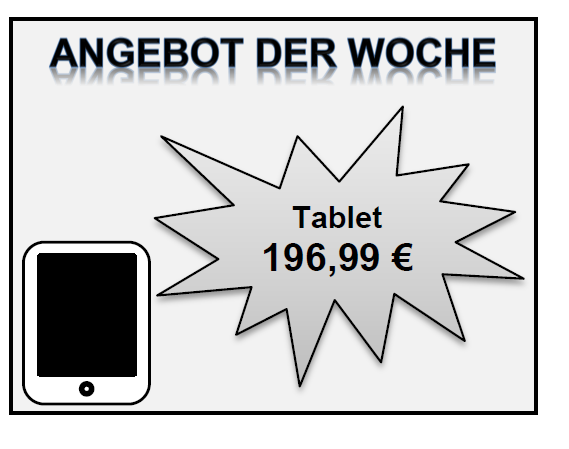 ANGEBOT DER WOCHE
Tablet
196,99 €